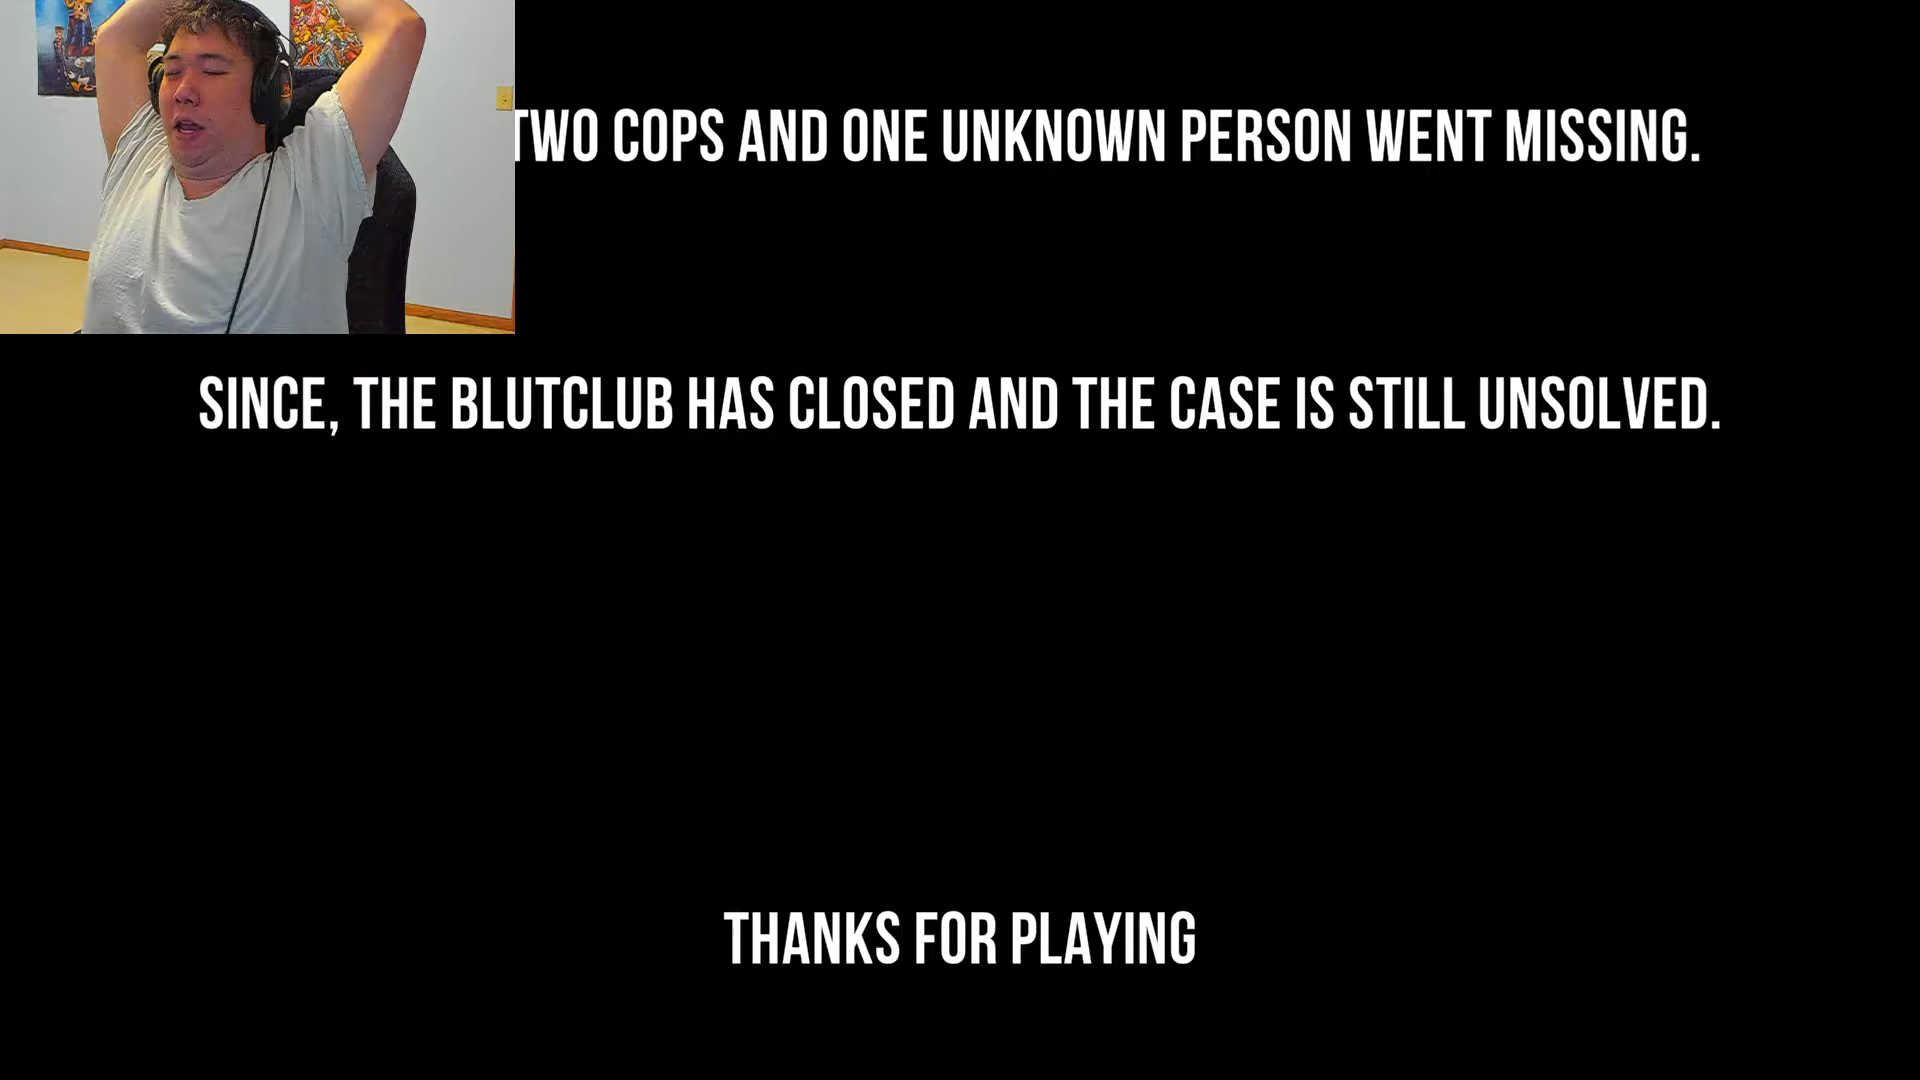 TWO COPS AND ONE UNKNOWN PERSON WENT MISSING.
SINCE, THE BLUTCLUB HAS CLOSED AND THE CASE IS STILL UNSOLVED.
THANKS FOR PLAYING